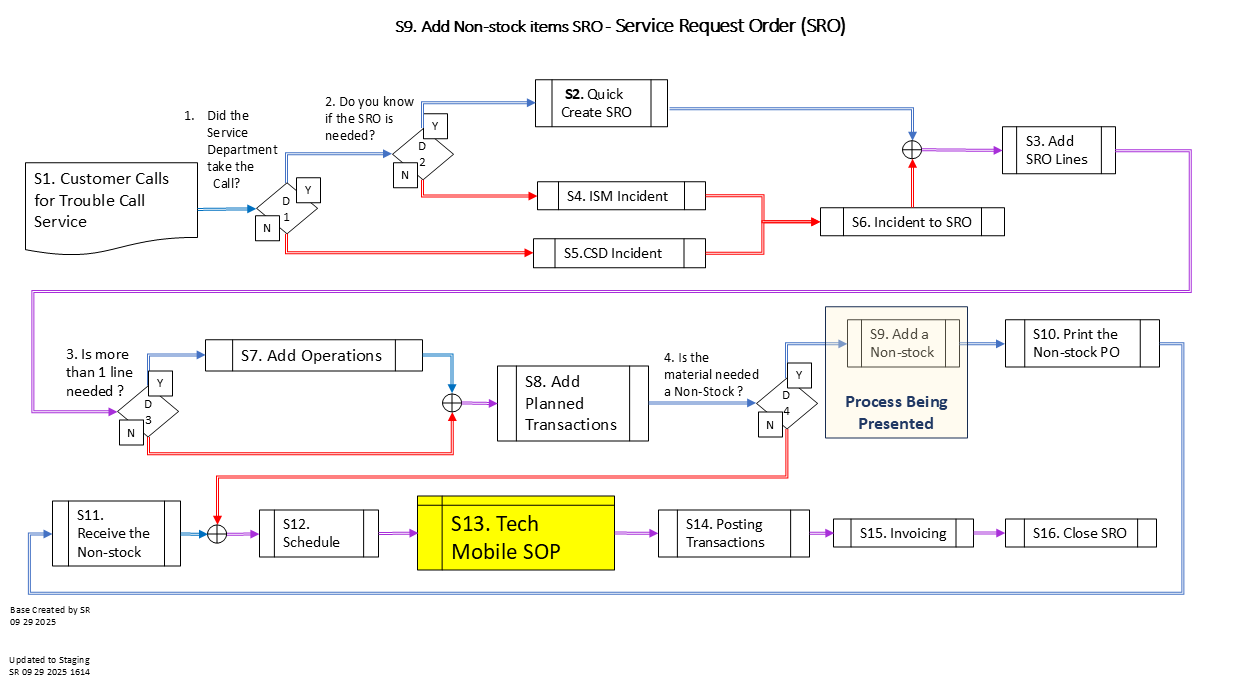 S9. Add Non-stock items SRO - Service Request Order (SRO)
1. Did the
Service
Department
take the
Call?
2. Do you know
if the SRO is
needed?
S2. Quick
Create SRO
Y
D
2
N
S3. Add
SRO Lines
S1. Customer Calls
for Trouble Call
Service
Y
D
1
N
S4. ISM Incident
S6. Incident to SRO
S5.CSD Incident
3. Is more
than 1 line
needed ?
Y
D
3
N
S7. Add Operations
S8. Add
Planned
Transactions
4. Is the
material needed
a Non-Stock ?
Y
D
4
N
S9. Add a
Non-stock
Process Being
Presented
S10. Print the
Non-stock PO
S11.
Receive the
Non-stock
S12.
Schedule
S13. Tech
Mobile SOP
S14. Posting
Transactions
S15. Invoicing
S16. Close SRO
Base Created by SR
09 29 2025
Updated to Staging
SR 09 29 2025 1614